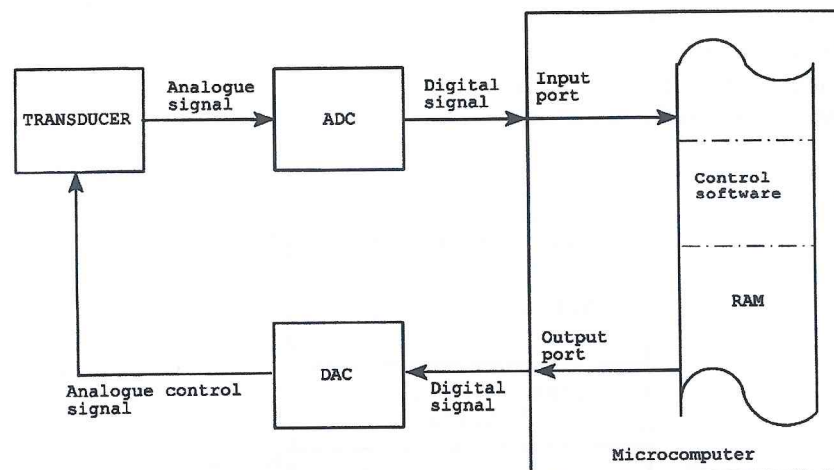 TRANSDUCER
Analogue
signal
ADC
Digital
signal
Input
port
Control
software
RAM
Output
port
Digital
signal
DAC
Analogue control
signal
Microcomputer